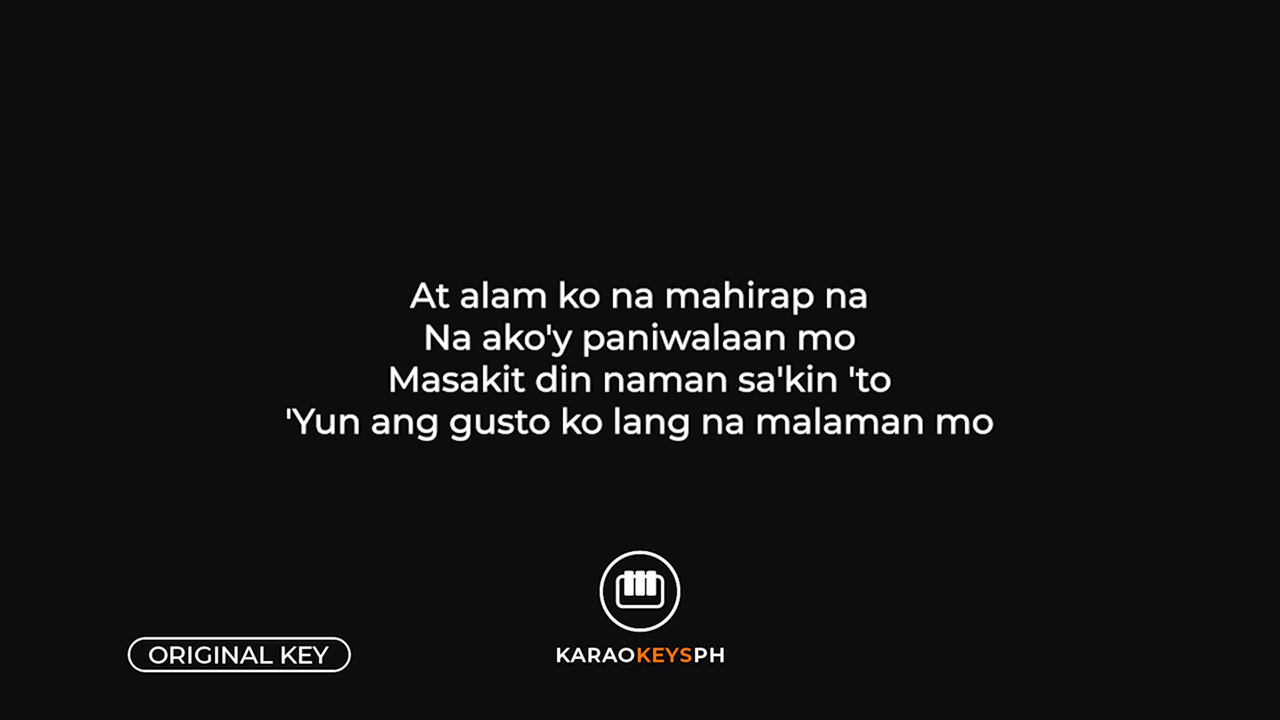 At alam ko na mahirap na
Na ako'y paniwalaan mo
Masakit din naman sa'kin 'to
'Yun ang gusto ko lang na malaman mo
ORIGINAL KEY
KARAOKEYSPH